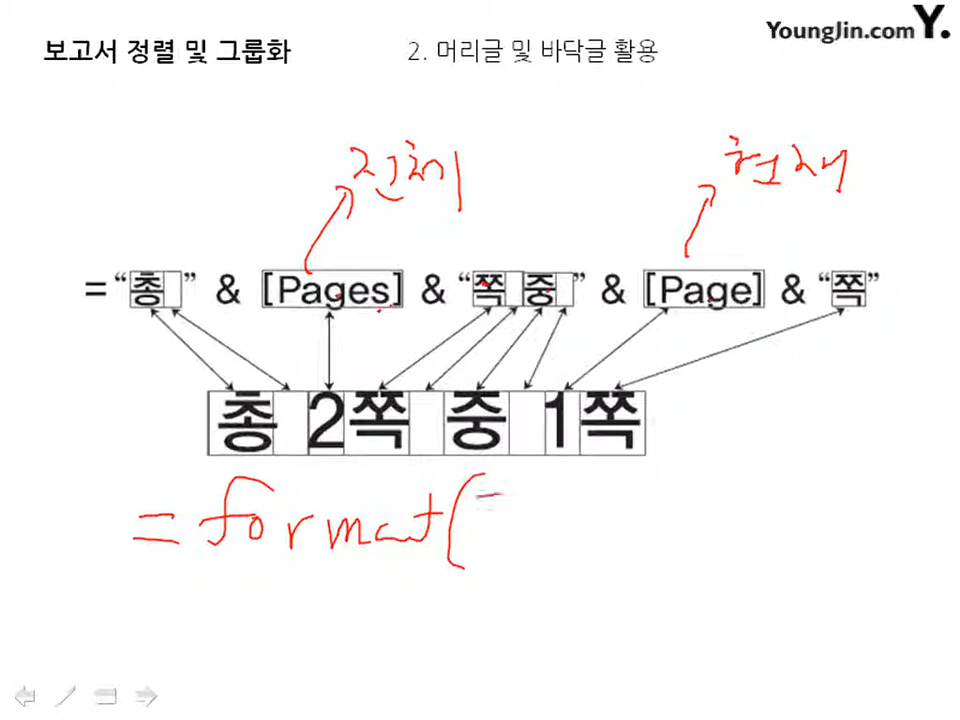 YoungJin.com Y.
보고서 정렬 및 그룹화 2. 머리글 및 바닥글 활용
전체 현재
= “총 ” & [Pages] & “쪽 중 ” & [Page] & “쪽”
총 2쪽 중 1쪽
= format(